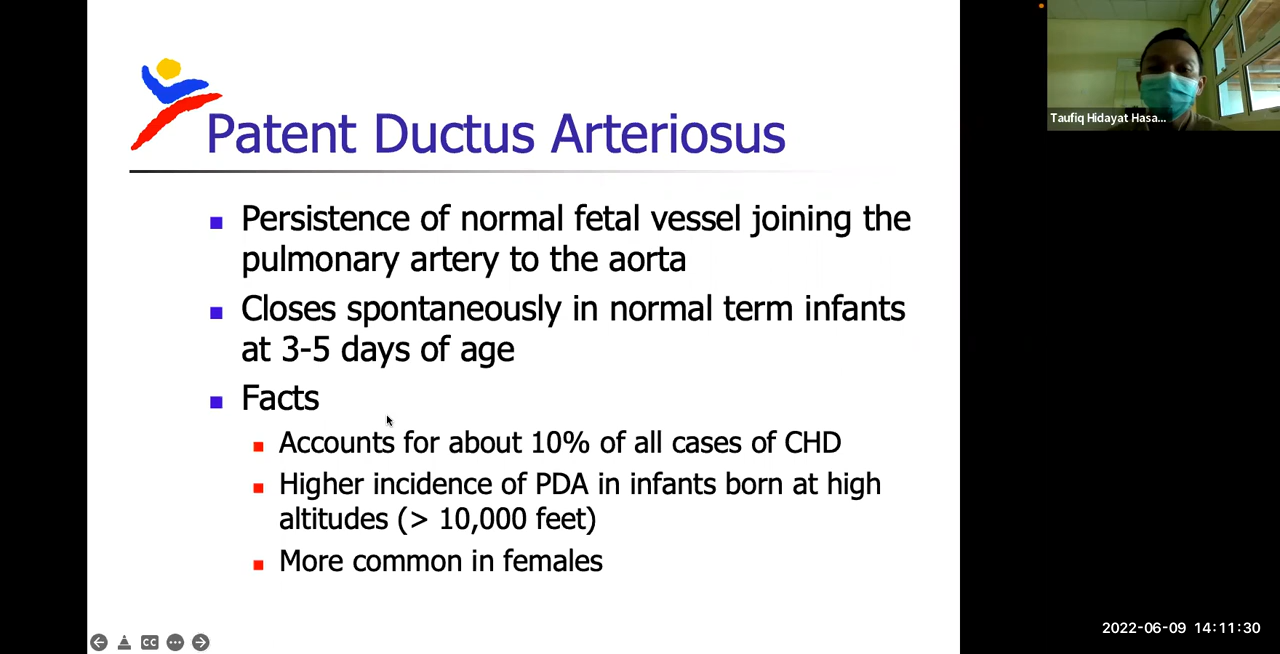 Patent Ductus Arteriosus
Persistence of normal fetal vessel joining the
pulmonary artery to the aorta
Closes spontaneously in normal term infants
at 3-5 days of age
Facts
Accounts for about 10% of all cases of CHD
Higher incidence of PDA in infants born at high
altitudes (> 10,000 feet)
More common in females
CC
Taufiq Hidayat Hasa...
2022-06-09 14:11:30